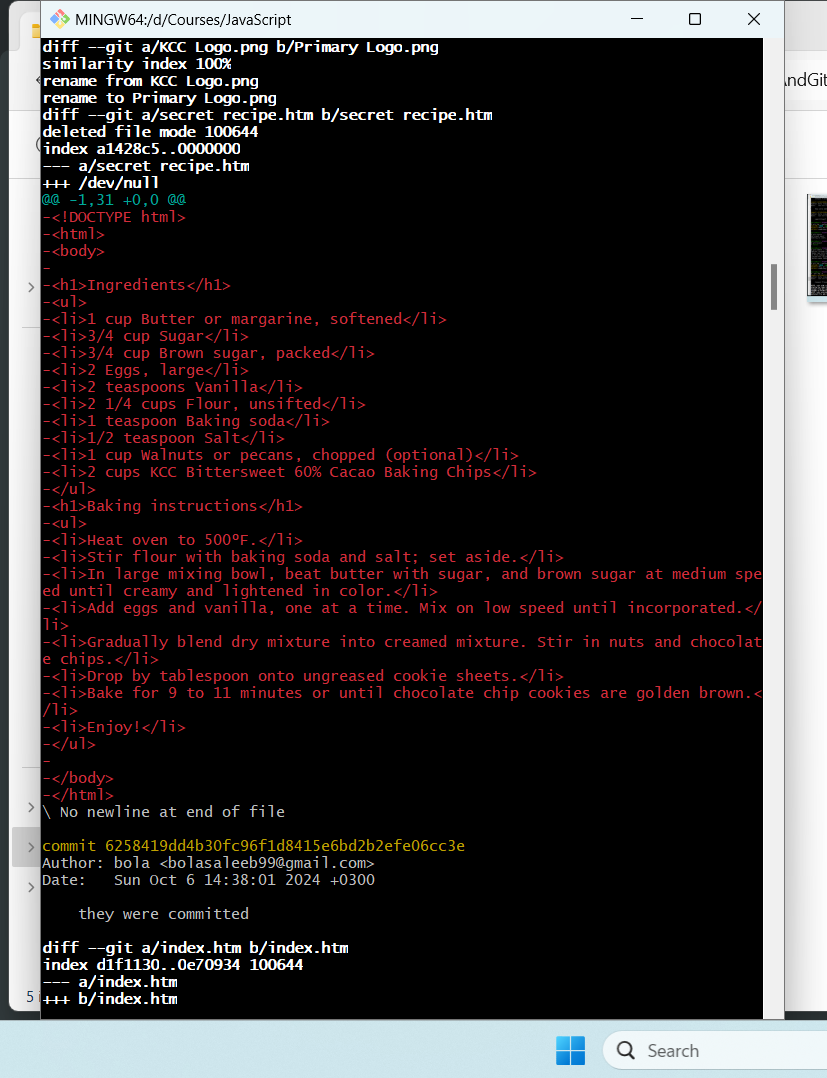 MINGW64:/d/Courses/JavaScript
diff --git a/KCC Logo.png b/Primary Logo.png
similarity index 100%
rename from KCC Logo.png
rename to Primary Logo.png
diff --git a/secret recipe.htm b/secret recipe.htm
deleted file mode 100644
index a1428c5..0000000
--- a/secret recipe.htm
+++ /dev/null
@@ -1,31 +0,0 @@
-<!DOCTYPE html>
-<html>
-<body>
-
-<h1>Ingredients</h1>
-<ul>
-<li>1 cup Butter or margarine, softened</li>
-<li>3/4 cup Sugar</li>
-<li>3/4 cup Brown sugar, packed</li>
-<li>2 Eggs, large</li>
-<li>2 teaspoons Vanilla</li>
-<li>2 1/4 cups Flour, unsifted</li>
-<li>1 teaspoon Baking soda</li>
-<li>1/2 teaspoon Salt</li>
-<li>1 cup Walnuts or pecans, chopped (optional)</li>
-<li>2 cups KCC Bittersweet 60% Cacao Baking Chips</li>
-</ul>
-<h1>Baking instructions</h1>
-<ul>
-<li>Heat oven to 500ºF.</li>
-<li>Stir flour with baking soda and salt; set aside.</li>
-<li>In large mixing bowl, beat butter with sugar, and brown sugar at medium spe
ed until creamy and lightened in color.</li>
-<li>Add eggs and vanilla, one at a time. Mix on low speed until incorporated.</
li>
-<li>Gradually blend dry mixture into creamed mixture. Stir in nuts and chocolat
e chips.</li>
-<li>Drop by tablespoon onto ungreased cookie sheets.</li>
-<li>Bake for 9 to 11 minutes or until chocolate chip cookies are golden brown.<
/li>
-<li>Enjoy!</li>
-</ul>
-
-</body>
-</html>
\ No newline at end of file
commit 6258419dd4b30fc96f1d8415e6bd2b2efe06cc3e
Author: bola <bolasaleeb99@gmail.com>
Date:   Sun Oct 6 14:38:01 2024 +0300
they were committed
diff --git a/index.htm b/index.htm
index d1f1130..0e70934 100644
--- a/index.htm
+++ b/index.htm
AndGit
5
Search